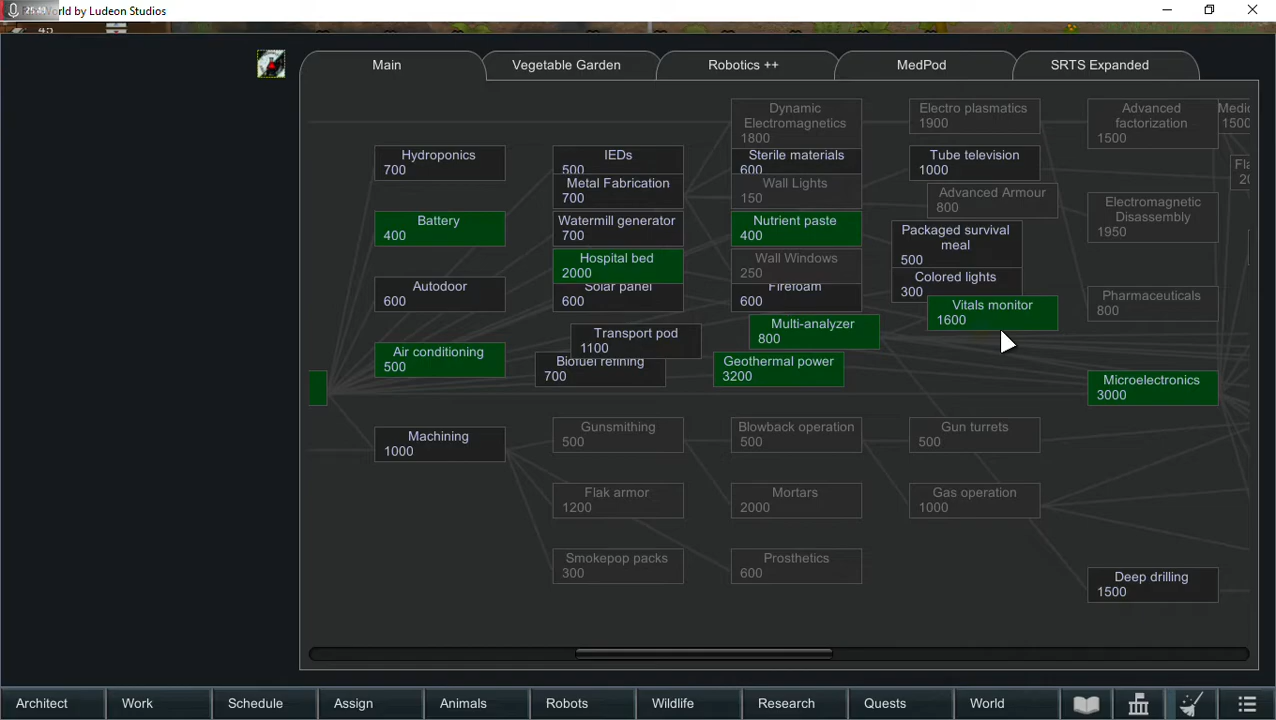 rld by Ludeon Studios
Main
Vegetable Garden
Robotics ++
MedPod
SRTS Expanded
Dynamic
Electromagnetics
1800
Electro plasmatics
1900
Advanced
factorization
1500
Medic
1500
Hydroponics
700
IEDs
500
Sterile materials
600
Tube television
1000
Metal Fabrication
700
Wall Lights
150
Advanced Armour
800
Electromagnetic
Disassembly
1950
Battery
400
Watermill generator
700
Nutrient paste
400
Packaged survival
meal
500
Hospital bed
2000
Wall Windows
250
Colored lights
300
Autodoor
600
Solar panel
600
Firefoam
600
Vitals monitor
1600
Pharmaceuticals
800
Transport pod
1100
Multi-analyzer
800
Air conditioning
500
Biofuel refining
700
Geothermal power
3200
Microelectronics
3000
Machining
1000
Gunsmithing
500
Blowback operation
500
Gun turrets
500
Flak armor
1200
Mortars
2000
Gas operation
1000
Smokepop packs
300
Prosthetics
600
Deep drilling
1500
Architect
Work
Schedule
Assign
Animals
Robots
Wildlife
Research
Quests
World